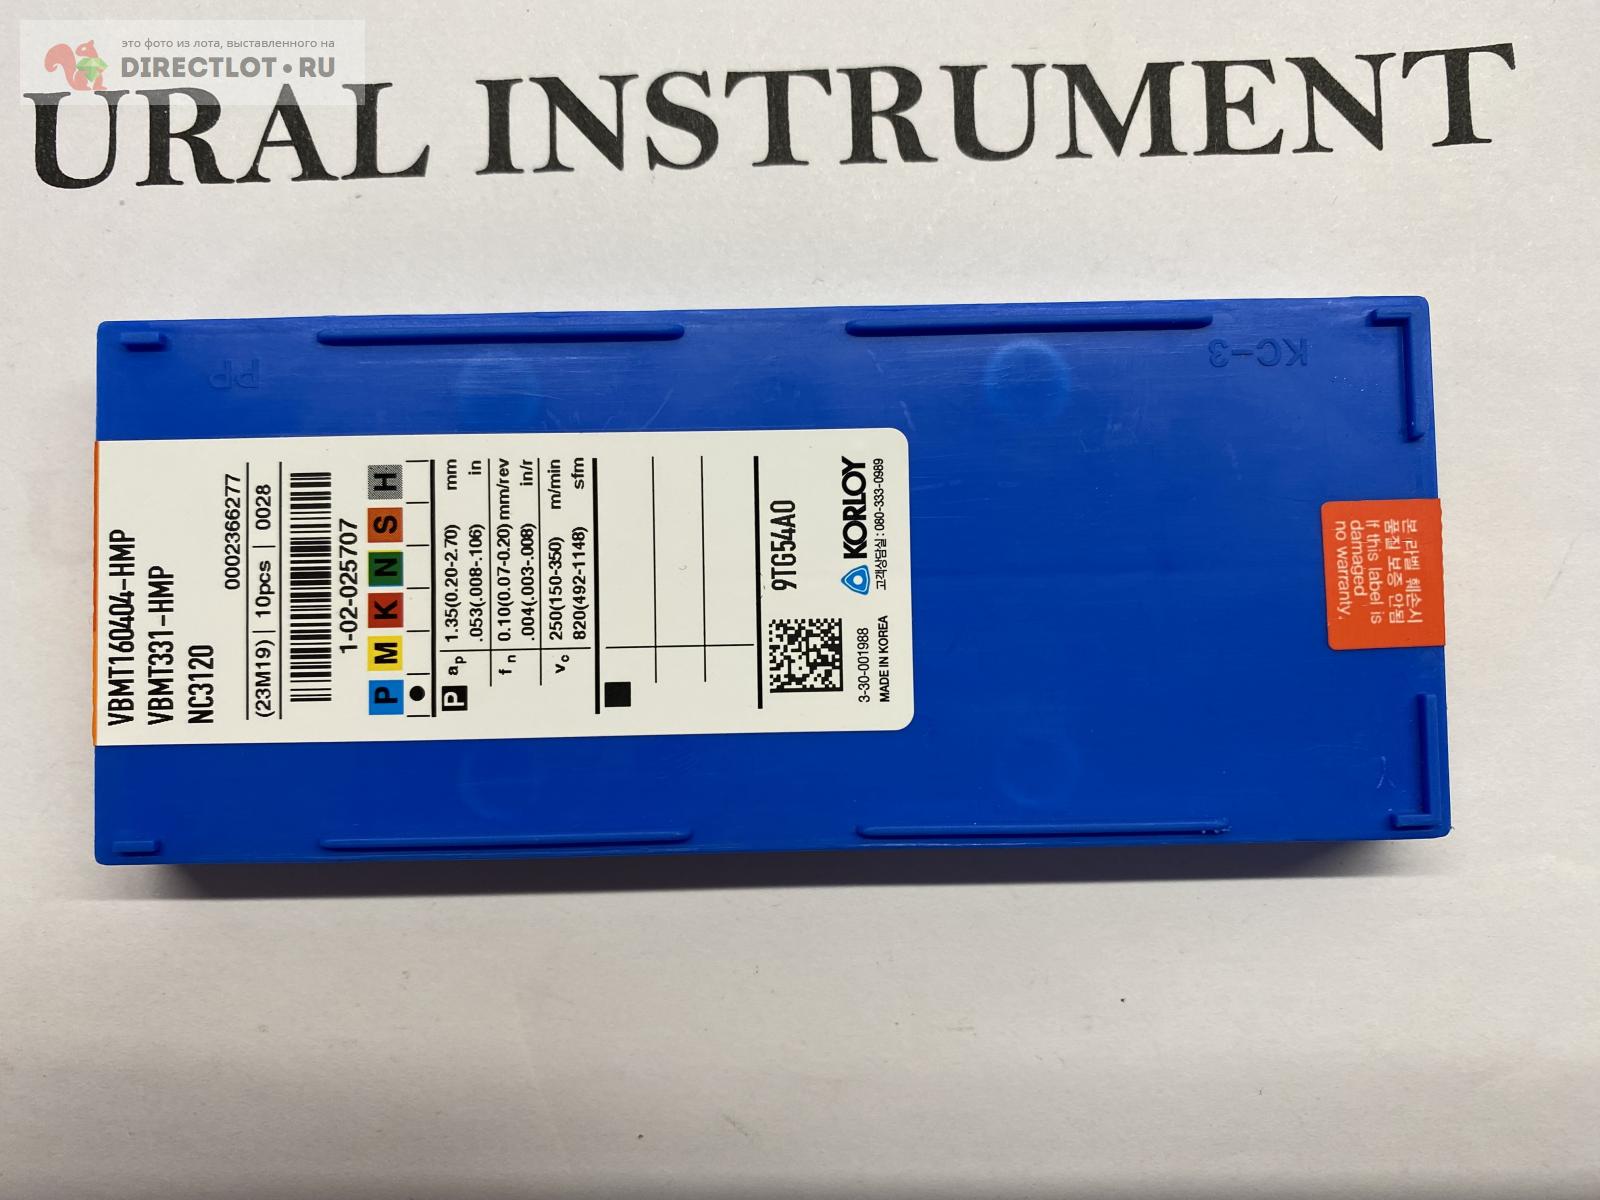 это фото из лота, выставленного на
DIRECTLOT.RU
URAL INSTRUMENT
PP
KC-3
VBMT160404-HMP
VBMT331-HMP
NC3120
0002366277
(23M19) | 10pcs | 0028
1-02-025707
P M K N S H
P ap 1.35(0.20-2.70) mm
.053(.008-.106) in
fn 0.10(0.07-0.20) mm/rev
.004(.003-.008) in/r
vc 250(150-350) m/min
820(492-1148) sfm
9TG54A0
KORLOY
3-30-001988 고객상담실 : 080-333-0989
MADE IN KOREA
본 라벨 훼손시
품질 보증 안됨
If this label is
damaged
no warranty,